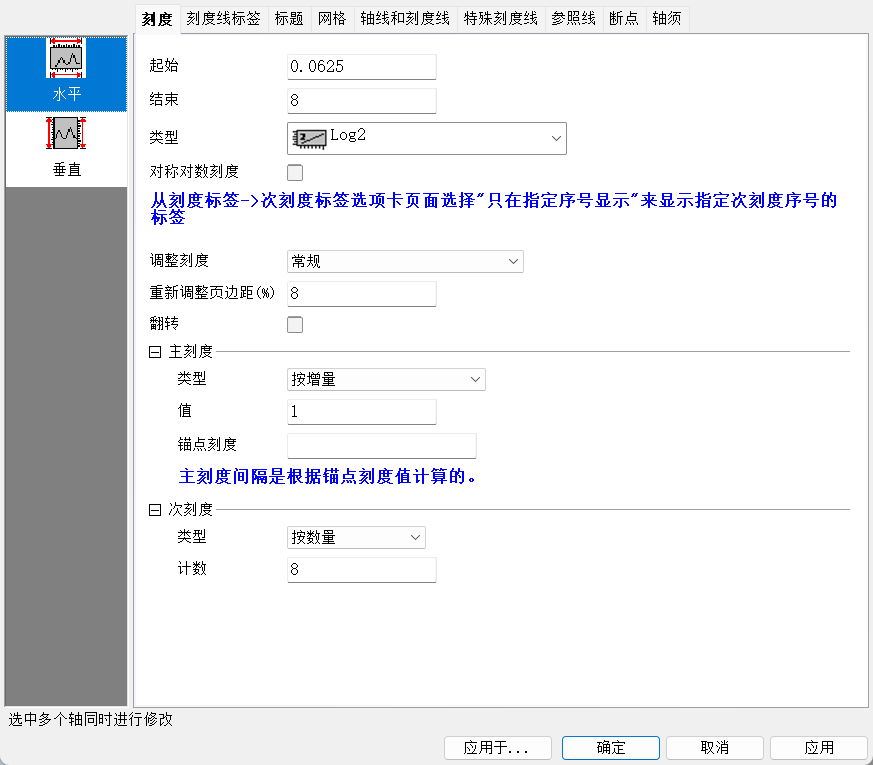 刻度 刻度线标签 标题 网格 轴线和刻度线 特殊刻度线 参照线 断点 轴须
水平
垂直
起始 0.0625
结束 8
类型 Log2
对称对数刻度
从刻度标签->次刻度标签选项卡页面选择"只在指定序号显示"来显示指定次刻度序号的
标签
调整刻度 常规
重新调整页边距(%) 8
翻转
主刻度
类型 按增量
值 1
锚点刻度
主刻度间隔是根据锚点刻度值计算的。
次刻度
类型 按数量
计数 8
选中多个轴同时进行修改
应用于... 确定 取消 应用